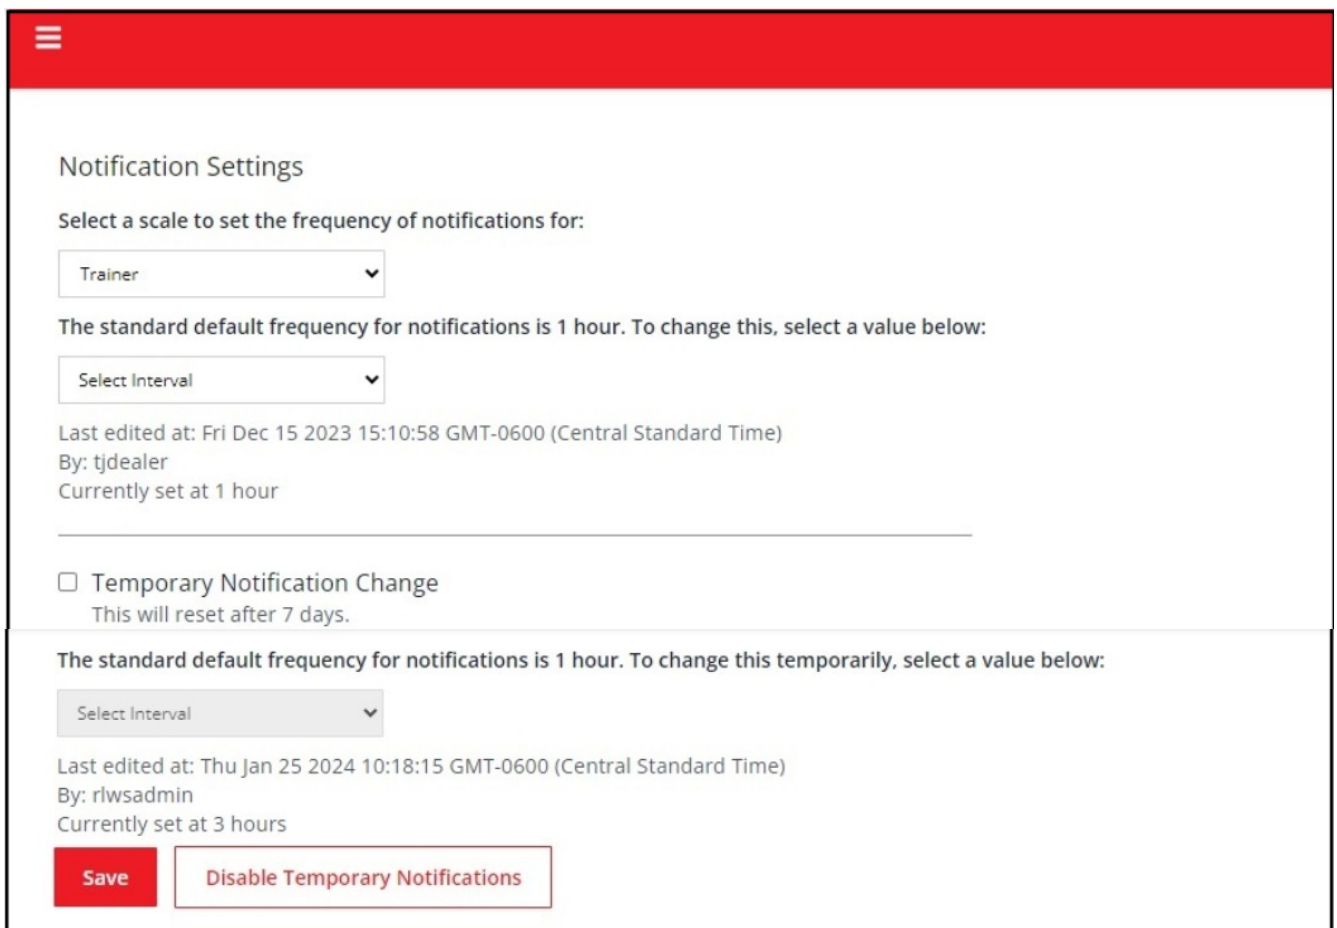 Notification Settings
Select a scale to set the frequency of notifications for:
Trainer
The standard default frequency for notifications is 1 hour. To change this, select a value below:
Select Interval
Last edited at: Fri Dec 15 2023 15:10:58 GMT-0600 (Central Standard Time)
By: tjdealer
Currently set at 1 hour
Temporary Notification Change
This will reset after 7 days.
The standard default frequency for notifications is 1 hour. To change this temporarily, select a value below:
Select Interval
Last edited at: Thu Jan 25 2024 10:18:15 GMT-0600 (Central Standard Time)
By: rlwsadmin
Currently set at 3 hours
Save
Disable Temporary Notifications